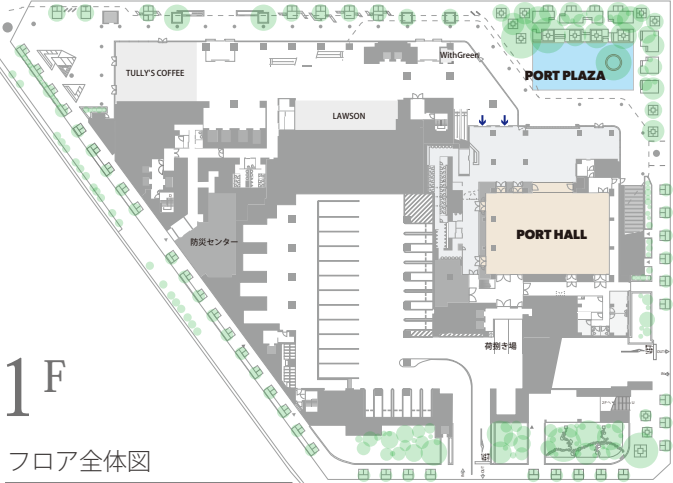 WithGreen
TULLY'S COFFEE
PORT PLAZA
LAWSON
PORT HALL
防災センター
荷捌き場
1F
フロア全体図